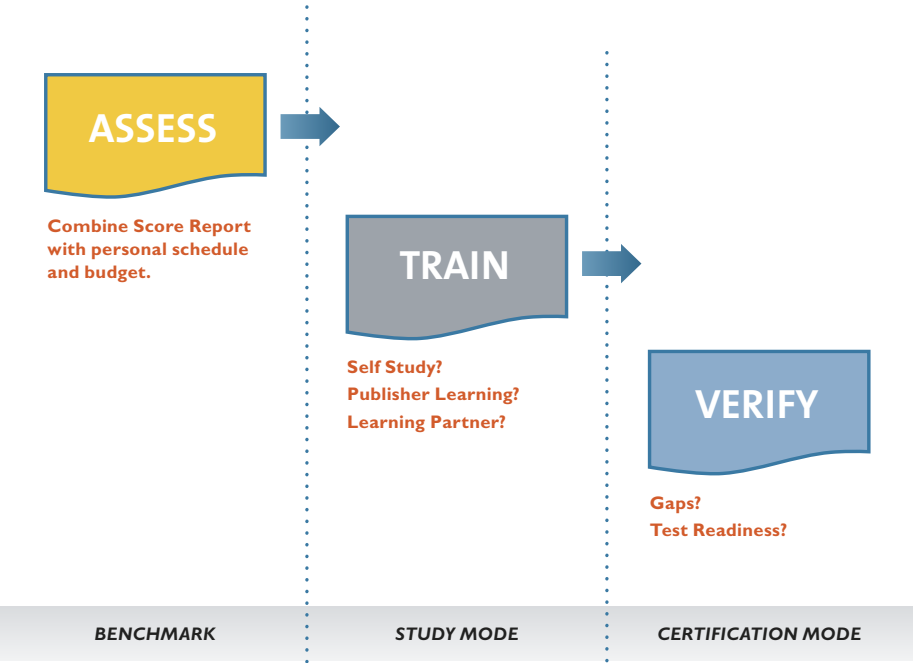 ASSESS
Combine Score Report
with personal schedule
and budget.
TRAIN
Self Study?
Publisher Learning?
Learning Partner?
VERIFY
Gaps?
Test Readiness?
BENCHMARK
STUDY MODE
CERTIFICATION MODE